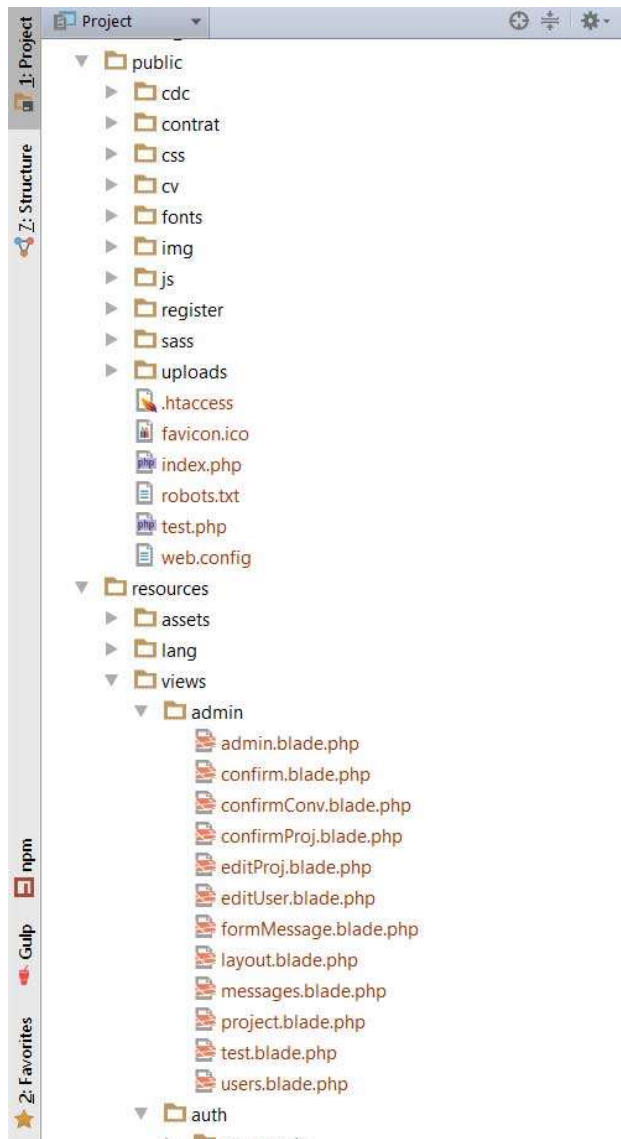 Project
public
cdc
contrat
css
cv
fonts
img
js
register
sass
uploads
.htaccess
favicon.ico
index.php
robots.txt
test.php
web.config
resources
assets
lang
views
admin
admin.blade.php
confirm.blade.php
confirmConv.blade.php
confirmProj.blade.php
editProj.blade.php
editUser.blade.php
formMessage.blade.php
layout.blade.php
messages.blade.php
project.blade.php
test.blade.php
users.blade.php
auth
1: Project
7: Structure
npm
Gulp
2: Favorites